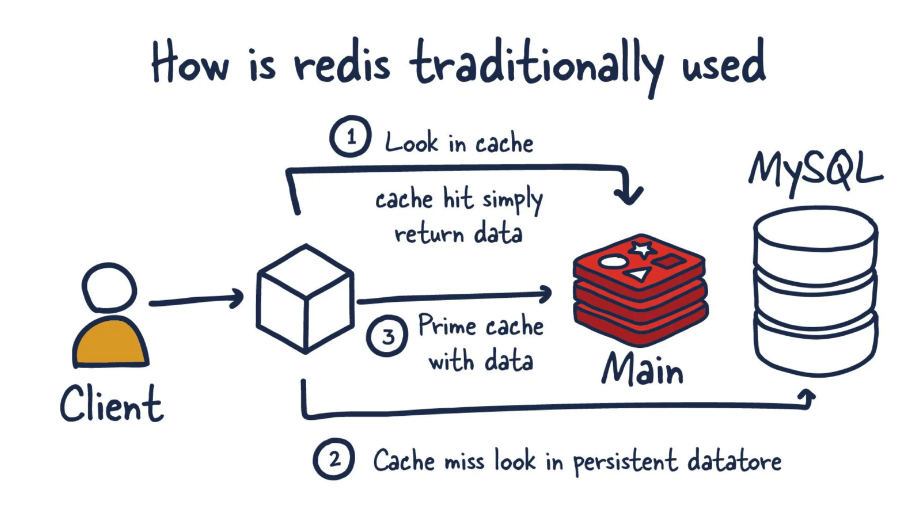 How is redis traditionally used
1 Look in cache
cache hit simply
return data
MySQL
3 Prime cache
with data
Main
Client
2 Cache miss look in persistent datatore